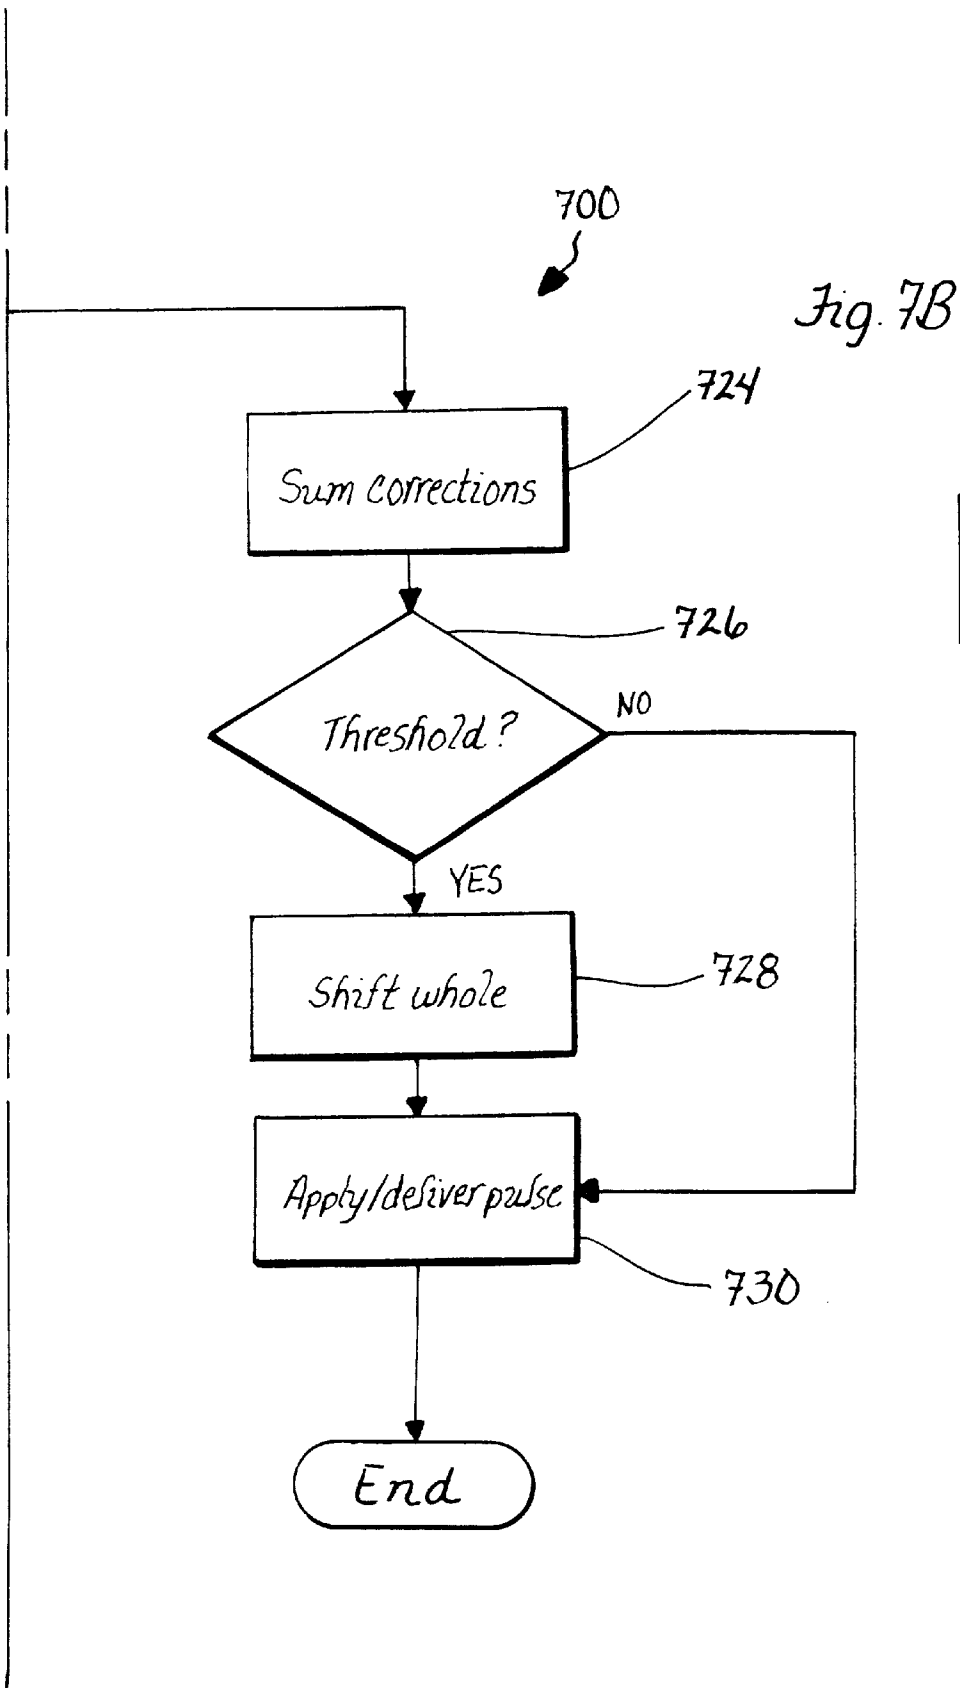 700
Fig. 7B
724
Sum corrections
726
Threshold?
NO
YES
Shift whole
728
Apply/deliver pulse
730
End